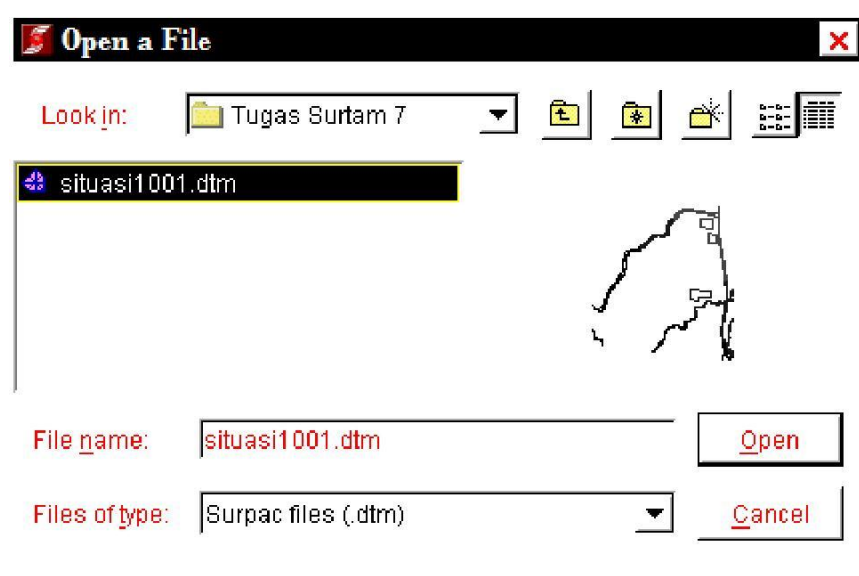 Open a File
Look in: Tugas Surtam 7
situasi1001.dtm
File name: situasi1001.dtm Open
Files of type: Surpac files (.dtm) Cancel